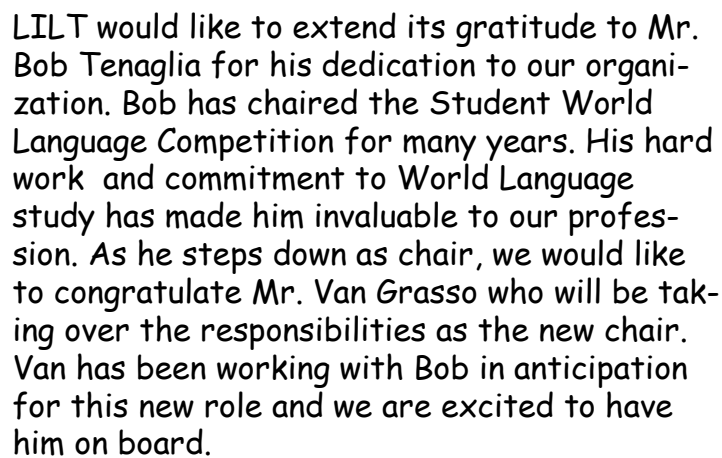 LILT would like to extend its gratitude to Mr.
Bob Tenaglia for his dedication to our organi-
zation. Bob has chaired the Student World
Language Competition for many years. His hard
work  and commitment to World Language
study has made him invaluable to our profes-
sion. As he steps down as chair, we would like
to congratulate Mr. Van Grasso who will be tak-
ing over the responsibilities as the new chair.
Van has been working with Bob in anticipation
for this new role and we are excited to have
him on board.